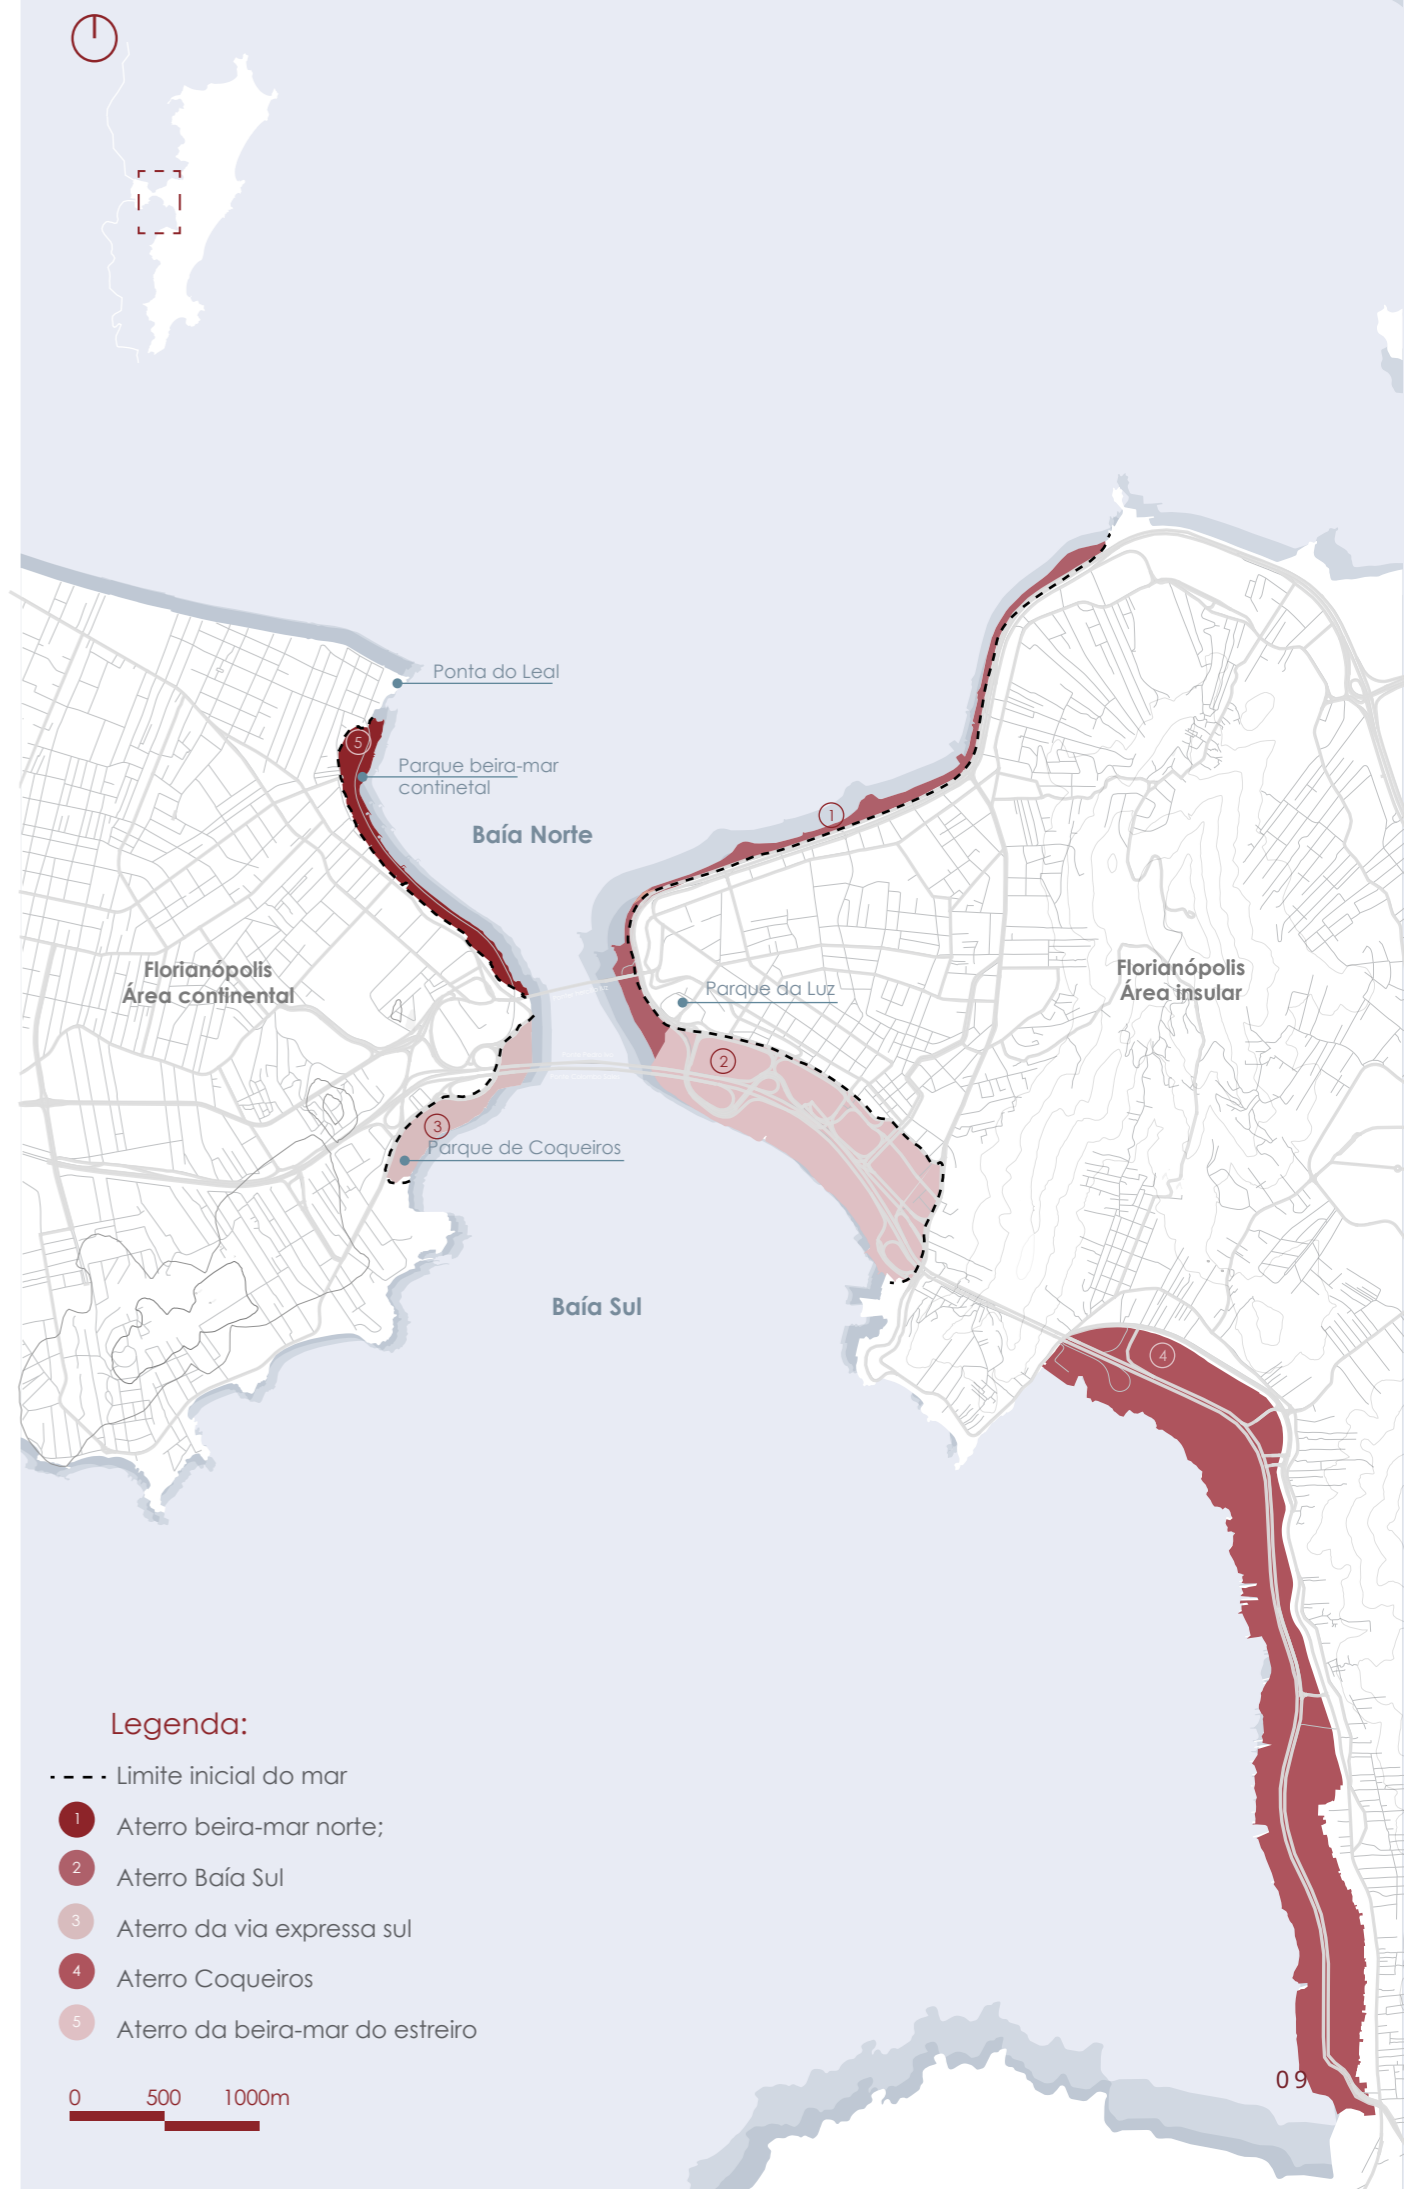 Ponta do Leal
5
Parque beira-mar
continetal
Baía Norte
1
Florianópolis
Área continental
Florianópolis
Área insular
Parque da Luz
2
3
Parque de Coqueiros
Baía Sul
4
Legenda:
Limite inicial do mar
1 Aterro beira-mar norte;
2 Aterro Baía Sul
3 Aterro da via expressa sul
4 Aterro Coqueiros
5 Aterro da beira-mar do estreiro
0 500 1000m
09